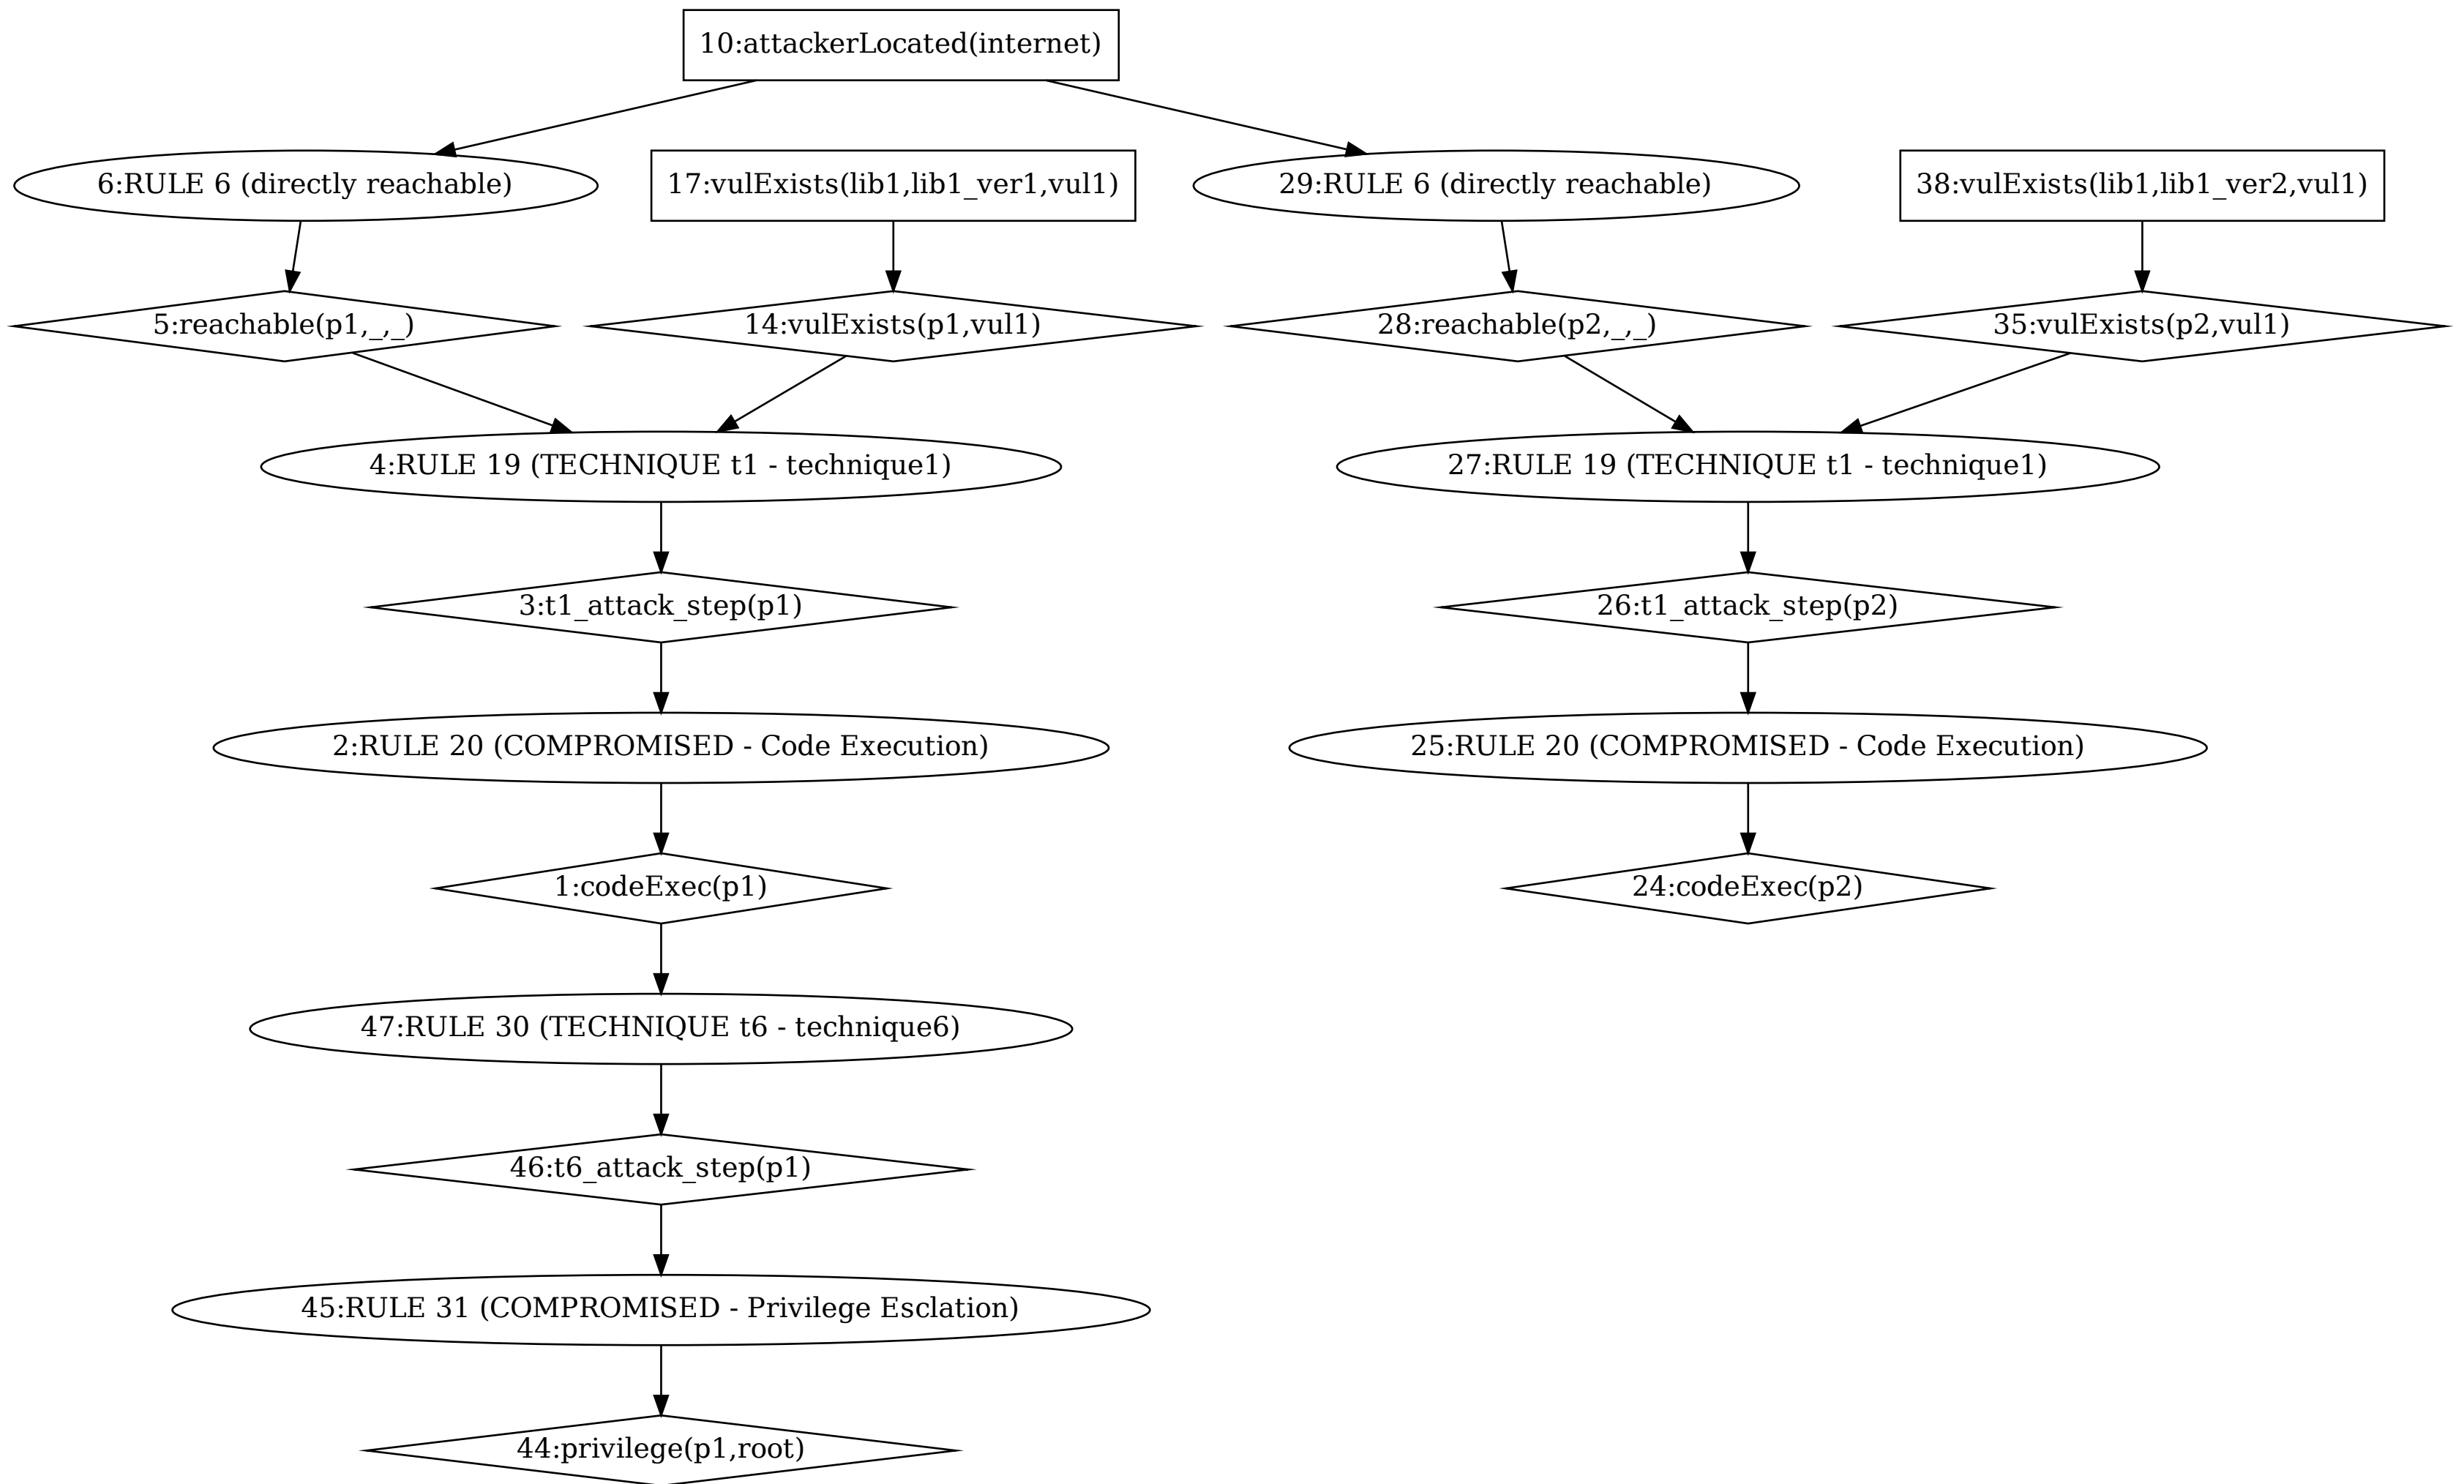 10:attackerLocated(internet)
6:RULE 6 (directly reachable)
17:vulExists(lib1,lib1_ver1,vul1)
29:RULE 6 (directly reachable)
38:vulExists(lib1,lib1_ver2,vul1)
5:reachable(p1,_,_)
14:vulExists(p1,vul1)
28:reachable(p2,_,_)
35:vulExists(p2,vul1)
4:RULE 19 (TECHNIQUE t1 - technique1)
27:RULE 19 (TECHNIQUE t1 - technique1)
3:t1_attack_step(p1)
26:t1_attack_step(p2)
2:RULE 20 (COMPROMISED - Code Execution)
25:RULE 20 (COMPROMISED - Code Execution)
1:codeExec(p1)
24:codeExec(p2)
47:RULE 30 (TECHNIQUE t6 - technique6)
46:t6_attack_step(p1)
45:RULE 31 (COMPROMISED - Privilege Esclation)
44:privilege(p1,root)